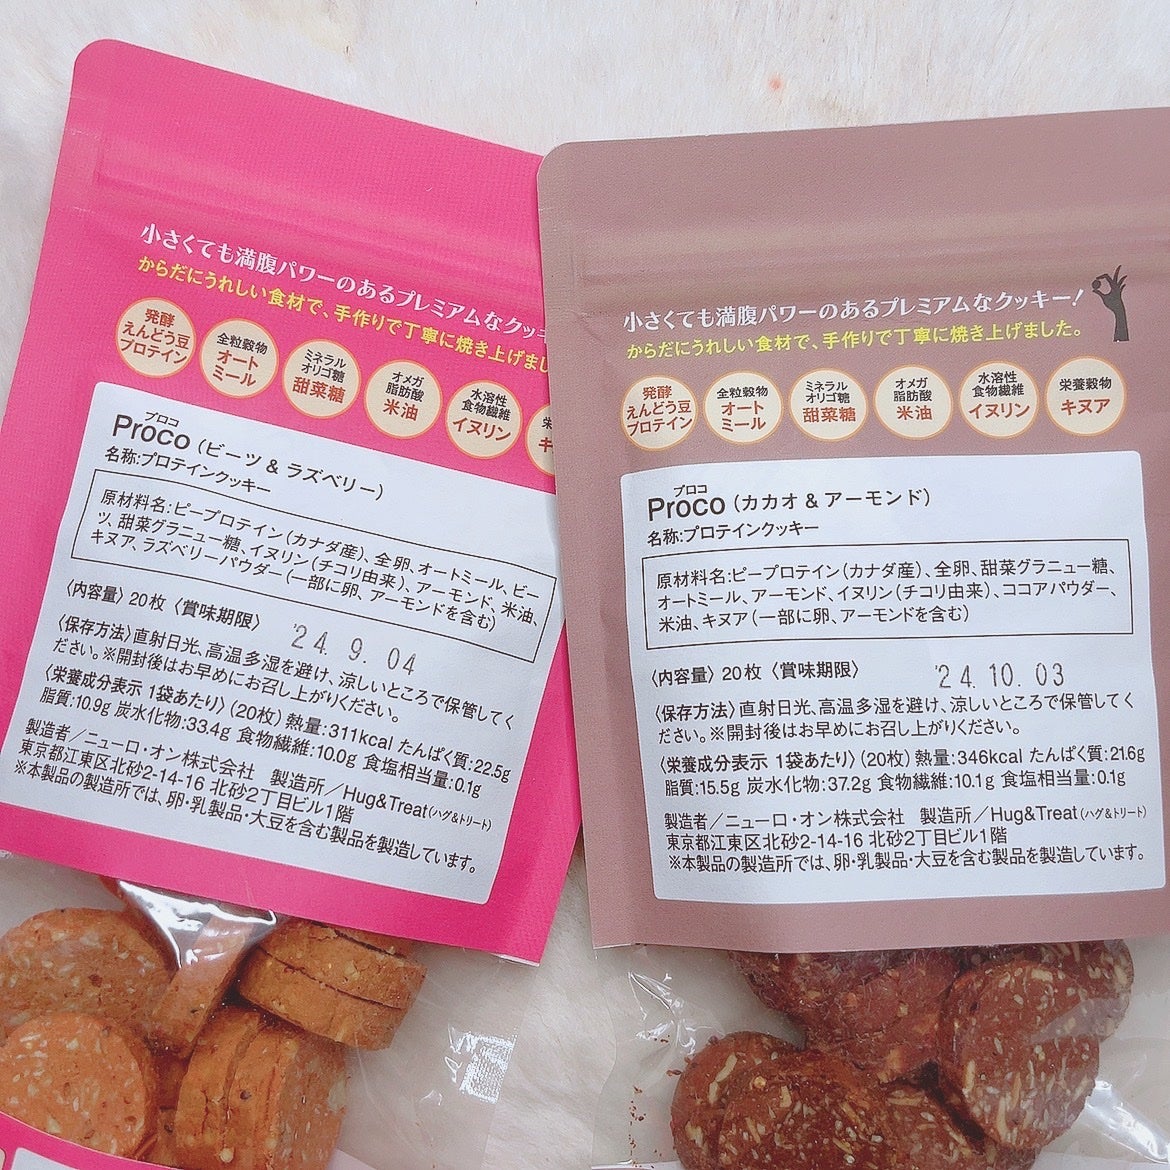 小さくても満腹パワーのあるプレミアムなクッキ
からだにうれしい食材で、手作りで丁寧に焼き上げまし
発酵
えんどう豆
プロテイン
全粒穀物
オート
ミール
ミネラル
オリゴ糖
甜菜糖
オメガ
脂肪酸
米油
水溶性
食物繊維
イヌリン
栄
キ
プロコ
Proco (ビーツ & ラズベリー)
名称:プロテインクッキー
原材料名:ピープロテイン(カナダ産)、全卵、オートミール、ビー
ツ、甜菜グラニュー糖、イヌリン(チコリ由来)、アーモンド、米油、
キヌア、ラズベリーパウダー(一部に卵、アーモンドを含む)
〈内容量〉20枚 〈賞味期限〉 '24. 9. 04
〈保存方法〉直射日光、高温多湿を避け、涼しいところで保管してく
ださい。※開封後はお早めにお召し上がりください。
〈栄養成分表示 1袋あたり〉(20枚) 熱量:311kcal たんぱく質:22.5g
脂質:10.9g 炭水化物:33.4g 食物繊維:10.0g 食塩相当量:0.1g
製造者／ニューロ・オン株式会社 製造所／Hug&Treat(ハグ&トリート)
東京都江東区北砂2-14-16 北砂2丁目ビル1階
※本製品の製造所では、卵・乳製品・大豆を含む製品を製造しています。
小さくても満腹パワーのあるプレミアムなクッキー!
からだにうれしい食材で、手作りで丁寧に焼き上げました。
発酵
えんどう豆
プロテイン
全粒穀物
オート
ミール
ミネラル
オリゴ糖
甜菜糖
オメガ
脂肪酸
米油
水溶性
食物繊維
イヌリン
栄養穀物
キヌア
プロコ
Proco (カカオ & アーモンド)
名称:プロテインクッキー
原材料名:ピープロテイン(カナダ産)、全卵、甜菜グラニュー糖、
オートミール、アーモンド、イヌリン(チコリ由来)、ココアパウダー、
米油、キヌア(一部に卵、アーモンドを含む)
〈内容量〉20枚 〈賞味期限〉 '24. 10. 03
〈保存方法〉直射日光、高温多湿を避け、涼しいところで保管してく
ださい。※開封後はお早めにお召し上がりください。
〈栄養成分表示 1袋あたり〉(20枚) 熱量:346kcal たんぱく質:21.6g
脂質:15.5g 炭水化物:37.2g 食物繊維:10.1g 食塩相当量:0.1g
製造者／ニューロ・オン株式会社 製造所／Hug&Treat(ハグ&トリート)
東京都江東区北砂2-14-16 北砂2丁目ビル1階
※本製品の製造所では、卵・乳製品・大豆を含む製品を製造しています。